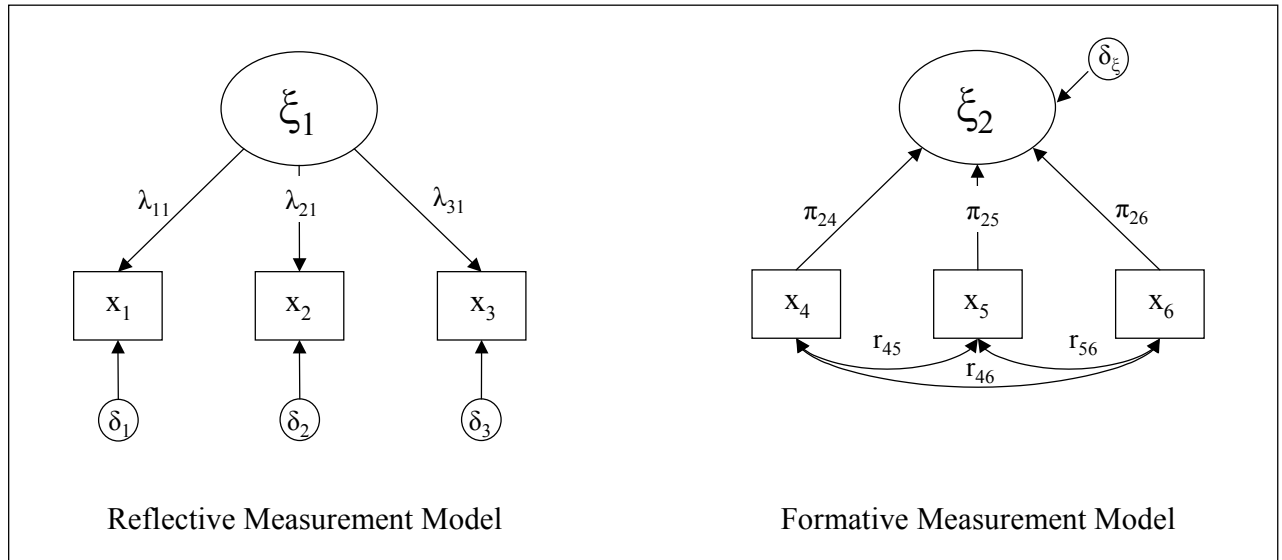 ξ₁
λ₁₁
λ₂₁
λ₃₁
x₁
x₂
x₃
δ₁
δ₂
δ₃
Reflective Measurement Model
δ_ξ
ξ₂
π₂₄
π₂₅
π₂₆
x₄
x₅
x₆
r₄₅
r₅₆
r₄₆
Formative Measurement Model